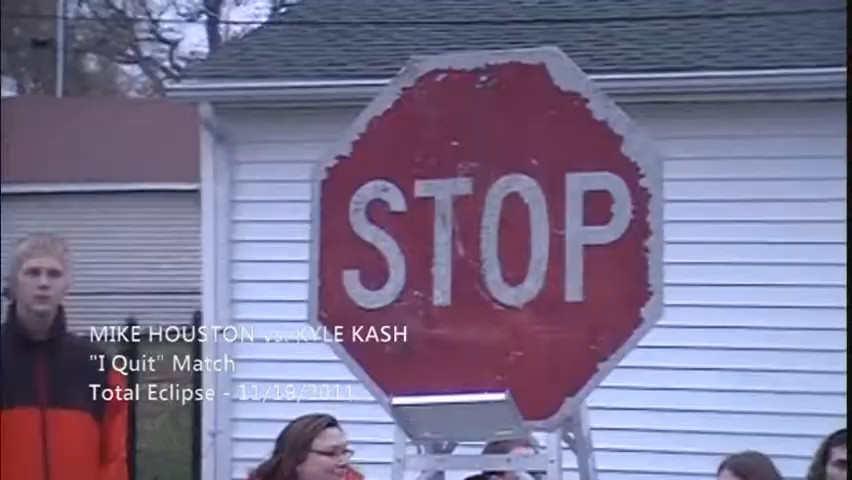 STOP
MIKE HOUSTON vs. KYLE KASH
"I Quit" Match
Total Eclipse - 11/19/2011